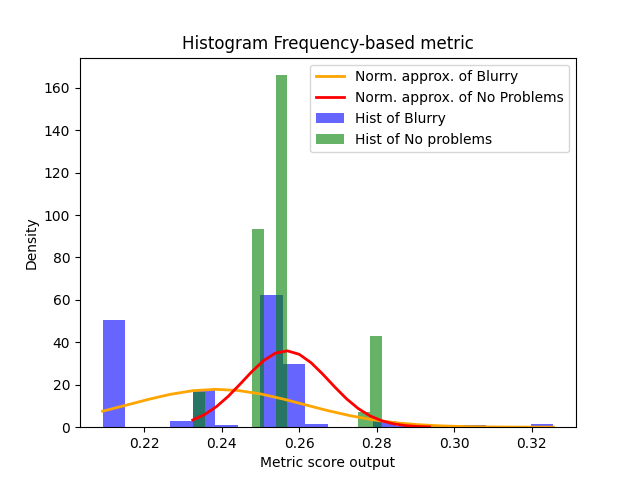 Histogram Frequency-based metric
Norm. approx. of Blurry
Norm. approx. of No Problems
Hist of Blurry
Hist of No problems
160
140
120
100
80
60
40
20
0
Density
0.22 0.24 0.26 0.28 0.30 0.32
Metric score output